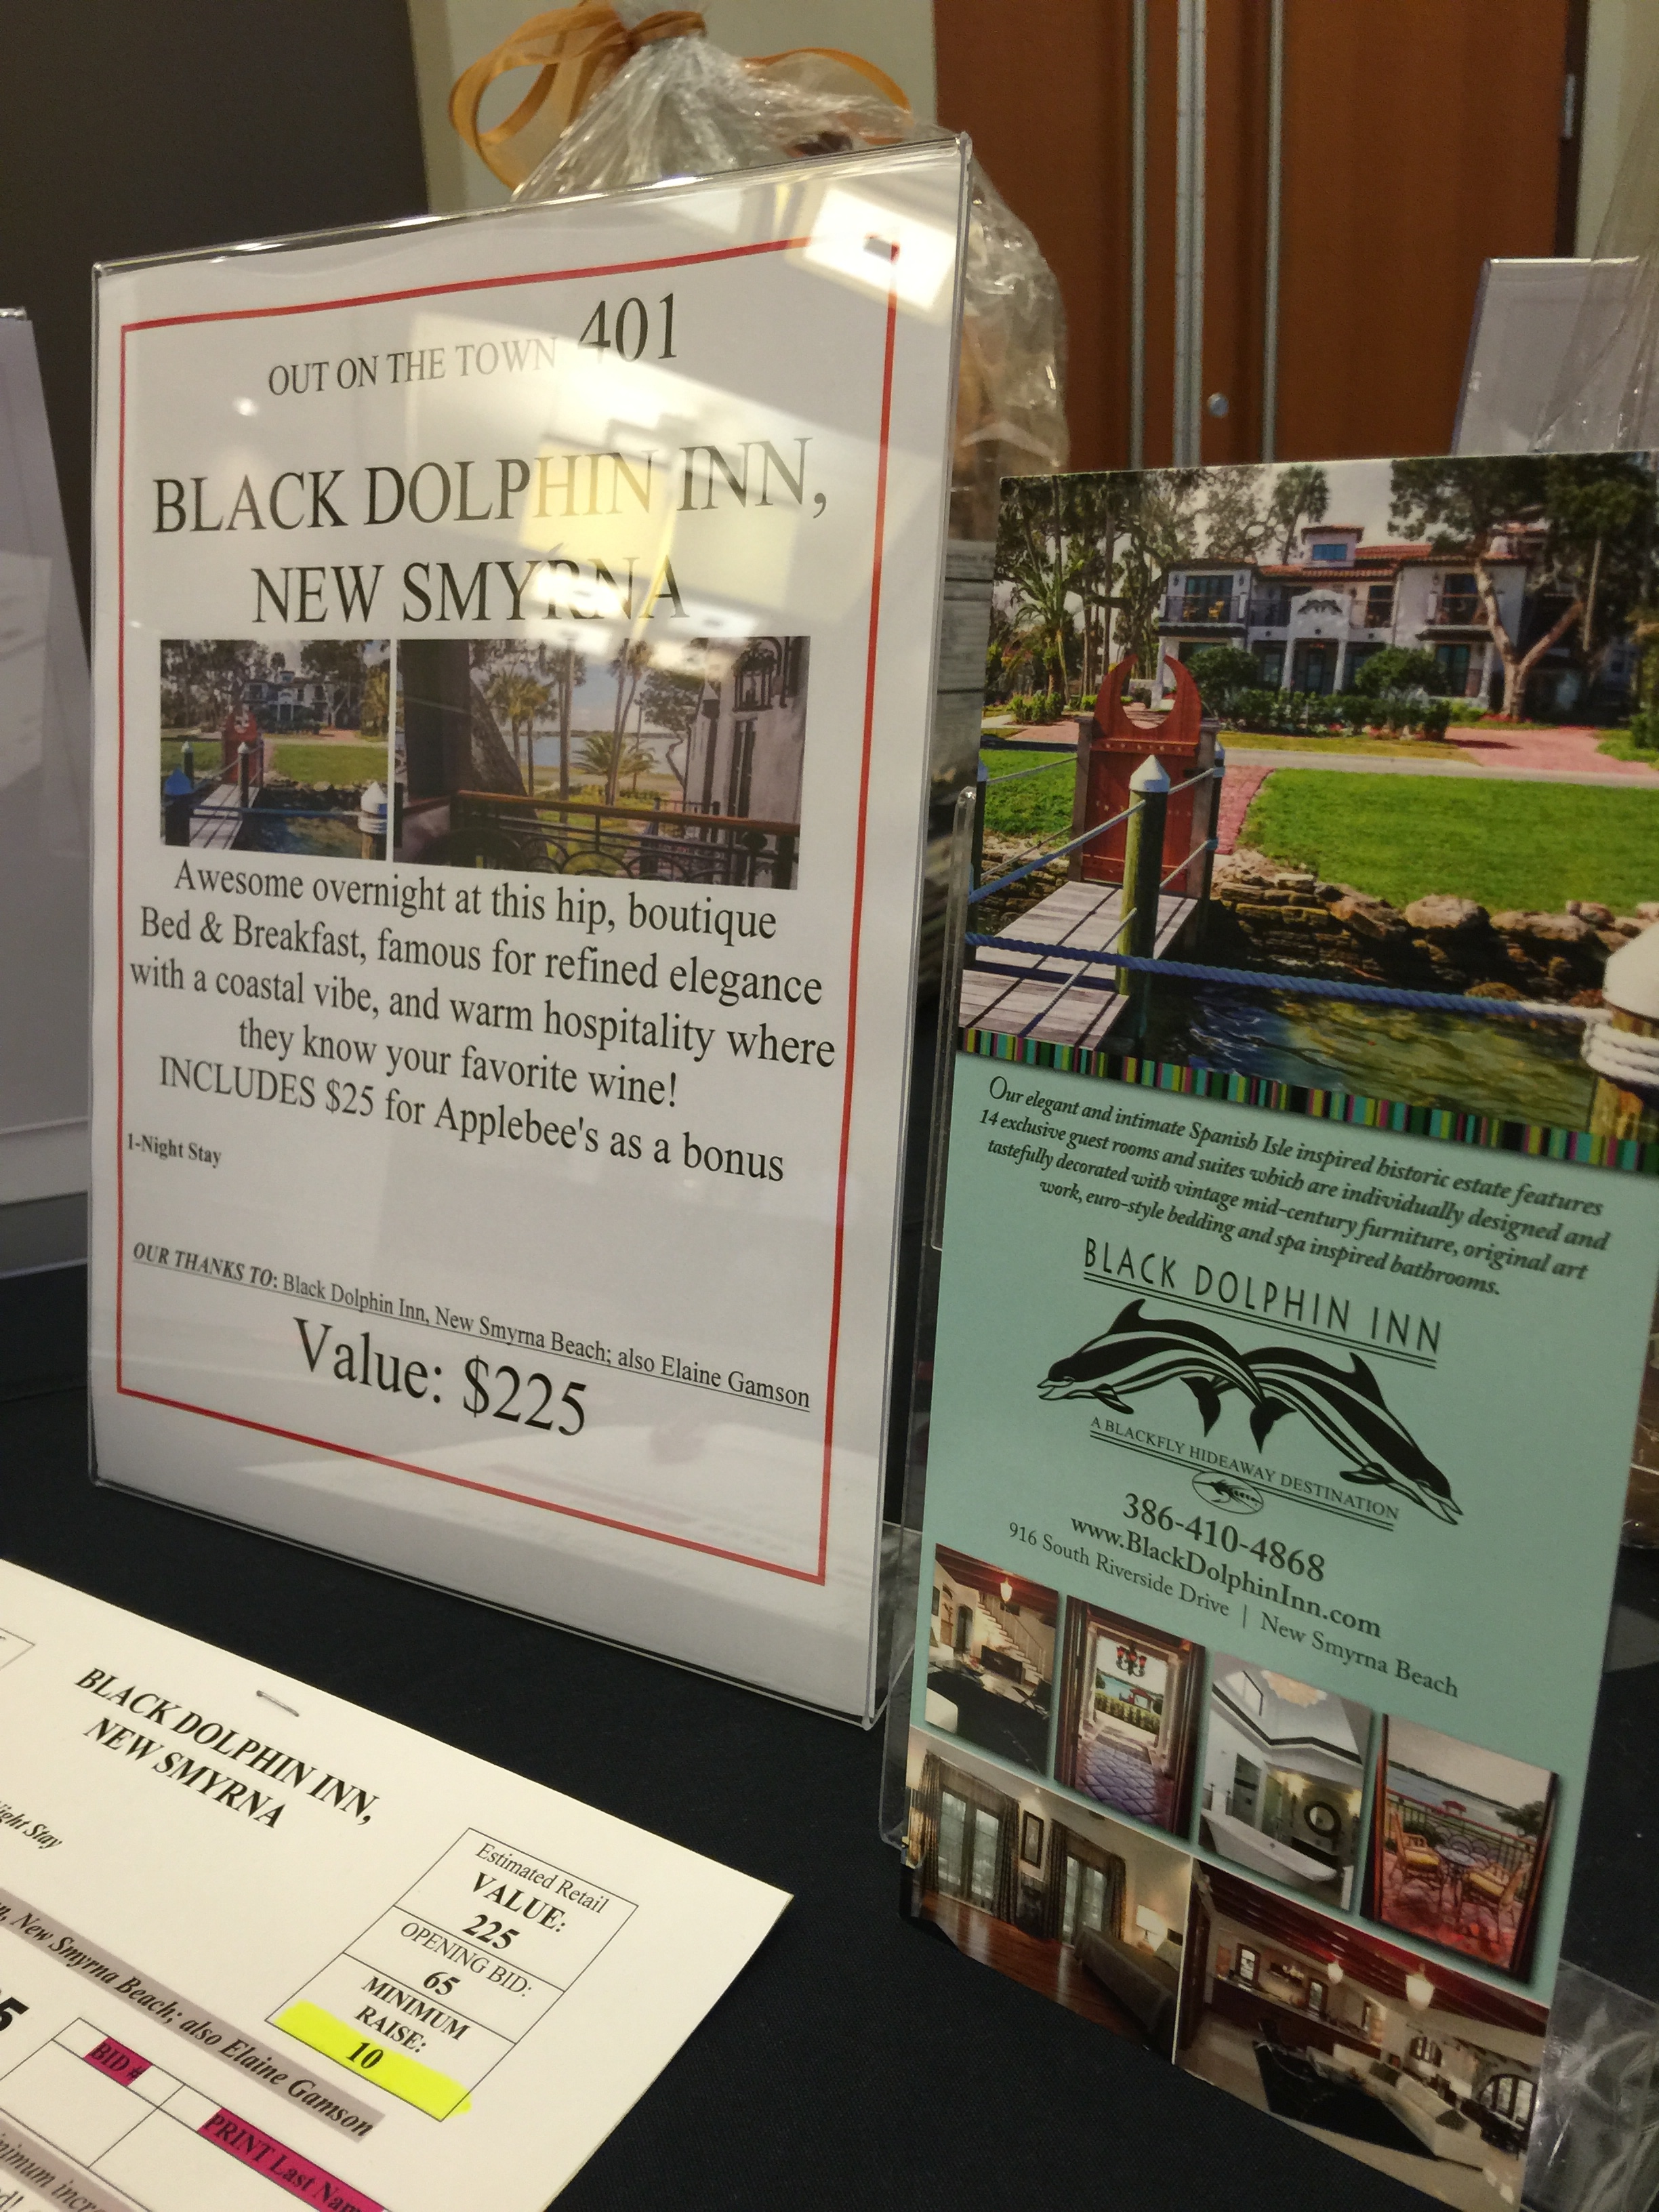 OUT ON THE TOWN 401
BLACK DOLPHIN INN,
NEW SMYRNA
Awesome overnight at this hip, boutique
Bed & Breakfast, famous for refined elegance
with a coastal vibe, and warm hospitality where
they know your favorite wine!
INCLUDES $25 for Applebee's as a bonus
1-Night Stay
OUR THANKS TO: Black Dolphin Inn, New Smyrna Beach; also Elaine Gamson
Value: $225
Our elegant and intimate Spanish Isle inspired historic estate features
14 exclusive guest rooms and suites which are individually designed and
tastefully decorated with vintage mid-century furniture, original art
work, euro-style bedding and spa inspired bathrooms.
BLACK DOLPHIN INN
A BLACKFLY HIDEAWAY DESTINATION
386-410-4868
www.BlackDolphinInn.com
916 South Riverside Drive | New Smyrna Beach
BLACK DOLPHIN INN,
NEW SMYRNA
Stay
Estimated Retail
VALUE:
225
OPENING BID:
65
MINIMUM
RAISE:
10
New Smyrna Beach; also Elaine Gamson
BID #
PRINT Last